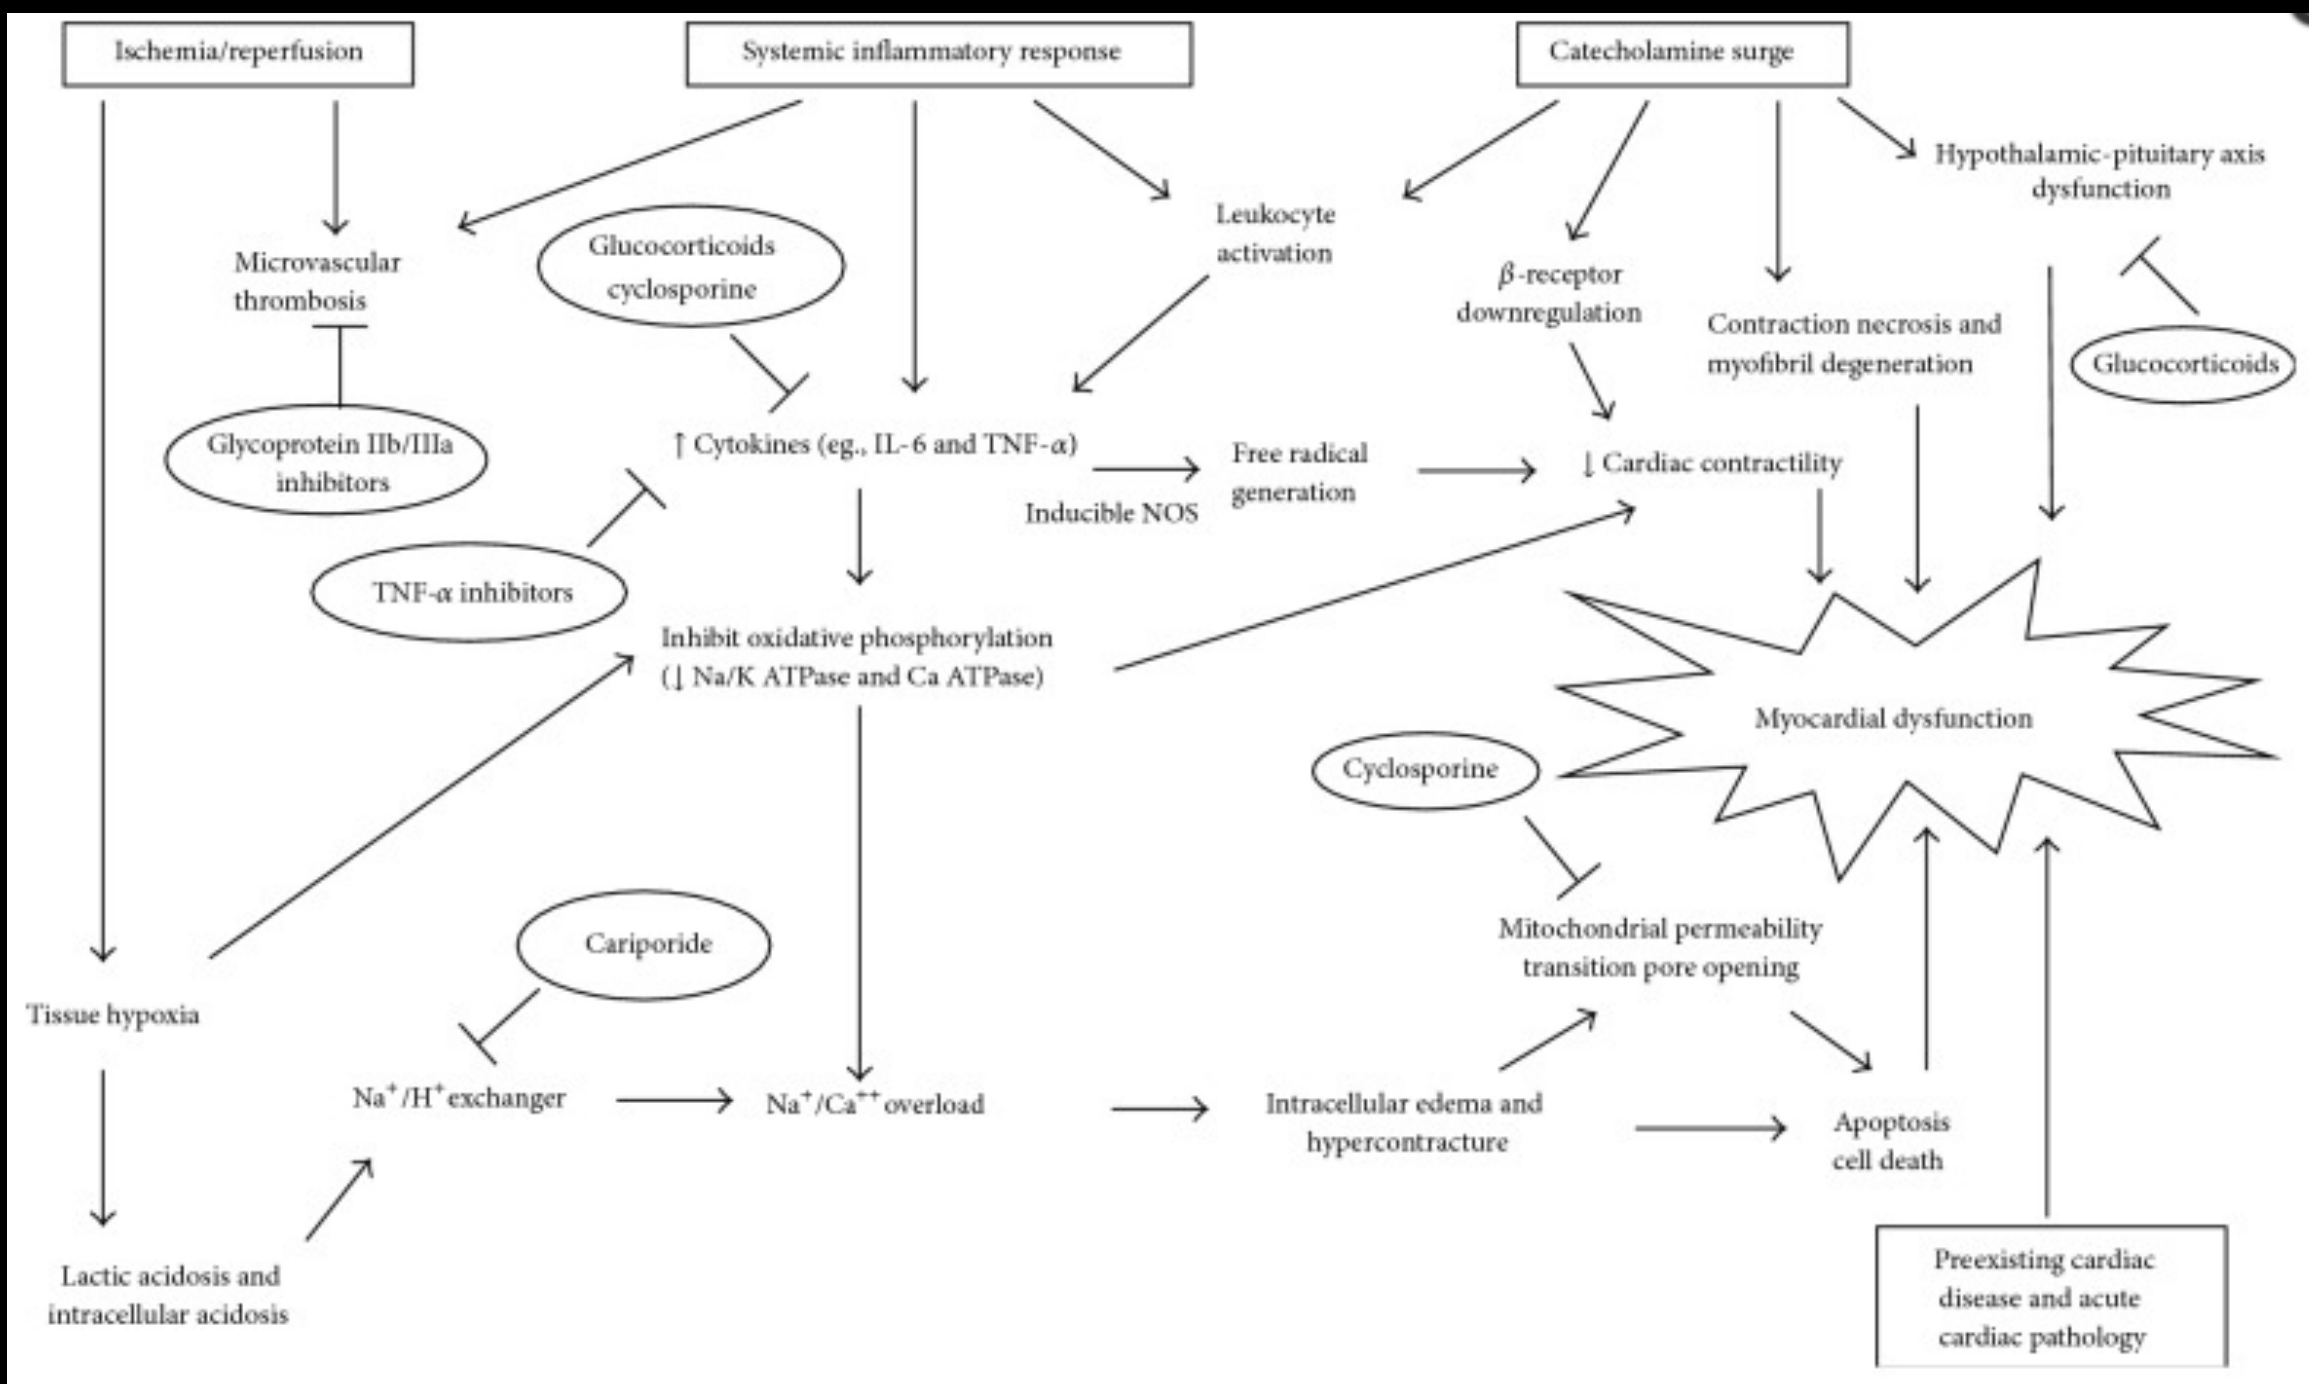 Ischemia/reperfusion
Systemic inflammatory response
Catecholamine surge
Hypothalamic-pituitary axis
dysfunction
Leukocyte
activation
Microvascular
thrombosis
Glucocorticoids
cyclosporine
β-receptor
downregulation
Contraction necrosis and
myofibril degeneration
Glucocorticoids
Glycoprotein IIb/IIIa
inhibitors
↑ Cytokines (eg., IL-6 and TNF-α)
Inducible NOS
Free radical
generation
↓ Cardiac contractility
TNF-α inhibitors
Inhibit oxidative phosphorylation
(↓ Na/K ATPase and Ca ATPase)
Myocardial dysfunction
Cyclosporine
Cariporide
Mitochondrial permeability
transition pore opening
Tissue hypoxia
Na⁺/H⁺ exchanger
Na⁺/Ca⁺⁺ overload
Intracellular edema and
hypercontracture
Apoptosis
cell death
Lactic acidosis and
intracellular acidosis
Preexisting cardiac
disease and acute
cardiac pathology